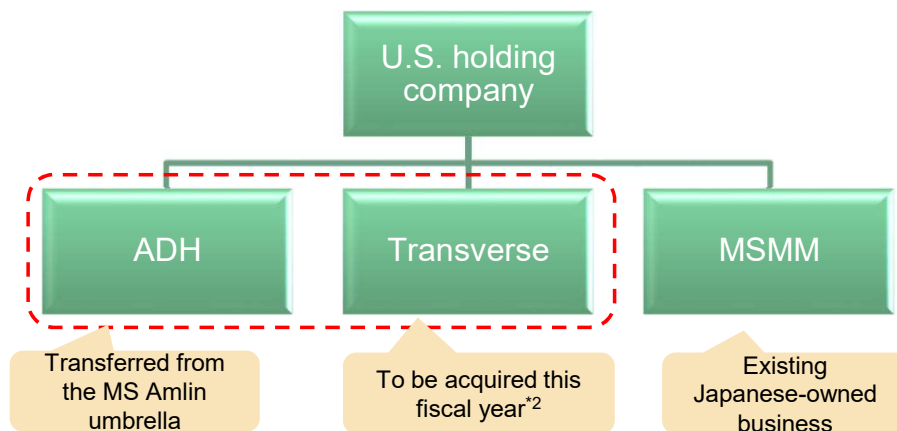 U.S. holding
company
ADH
Transverse
MSMM
Transferred from
the MS Amlin
umbrella
To be acquired this
fiscal year*2
Existing
Japanese-owned
business